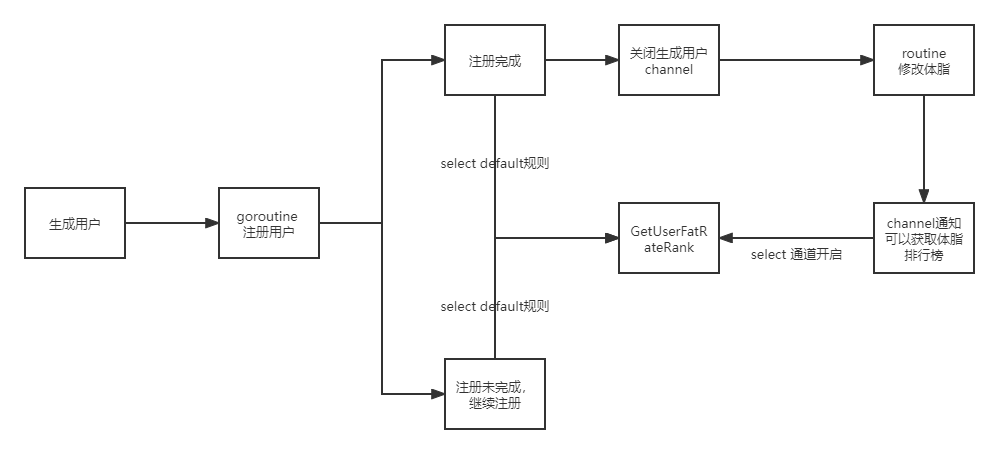 注册完成
关闭生成用户
channel
routine
修改体脂
select default规则
生成用户
goroutine
注册用户
GetUserFatR
ateRank
channel通知
可以获取体脂
排行榜
select 通道开启
select default规则
注册未完成，
继续注册